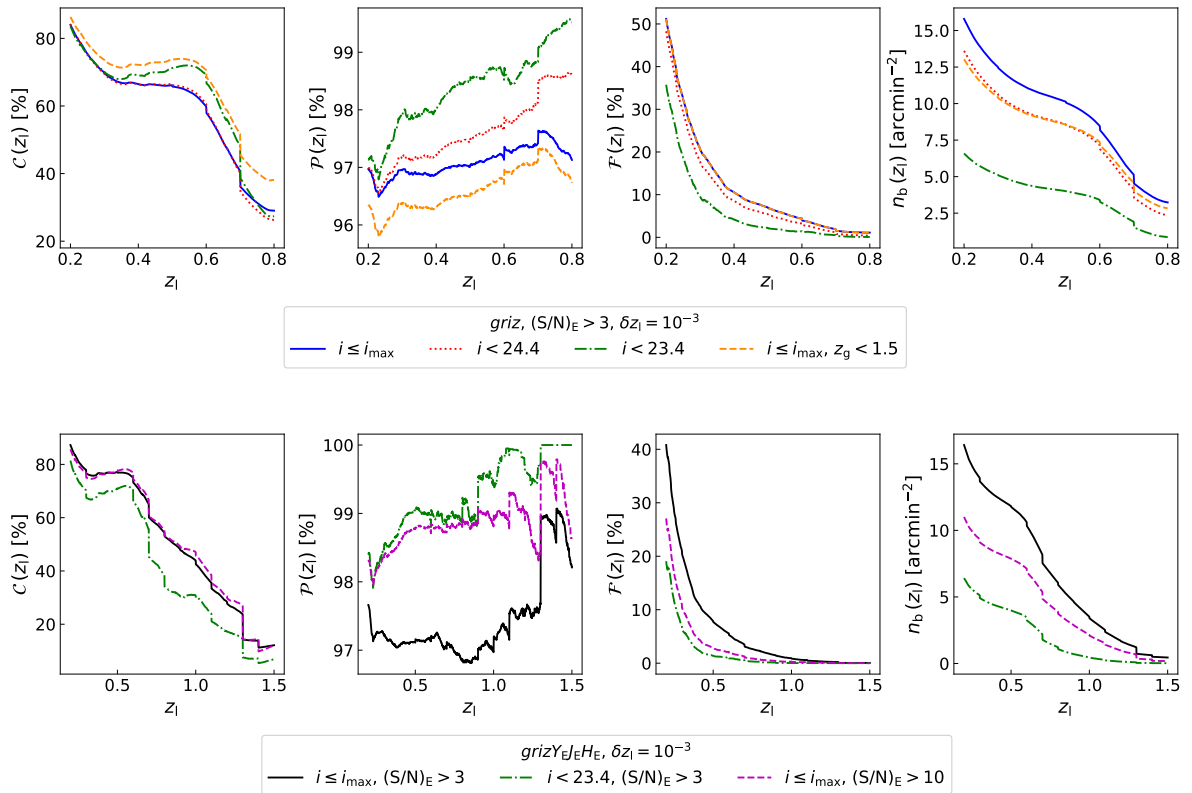 80
60
40
20
0.2 0.4 0.6 0.8
𝒞(z_l) [%]
z_l
99
98
97
96
0.2 0.4 0.6 0.8
𝒫(z_l) [%]
z_l
50
40
30
20
10
0
0.2 0.4 0.6 0.8
ℱ(z_l) [%]
z_l
15.0
12.5
10.0
7.5
5.0
2.5
0.2 0.4 0.6 0.8
n_b(z_l) [arcmin⁻²]
z_l
griz, (S/N)_E > 3, δz_l = 10⁻³
i ≤ i_max i < 24.4 i < 23.4 i ≤ i_max, z_g < 1.5
80
60
40
20
0.5 1.0 1.5
𝒞(z_l) [%]
z_l
100
99
98
97
0.5 1.0 1.5
𝒫(z_l) [%]
z_l
40
30
20
10
0
0.5 1.0 1.5
ℱ(z_l) [%]
z_l
15
10
5
0
0.5 1.0 1.5
n_b(z_l) [arcmin⁻²]
z_l
grizY_EJ_EH_E, δz_l = 10⁻³
i ≤ i_max, (S/N)_E > 3 i < 23.4, (S/N)_E > 3 i ≤ i_max, (S/N)_E > 10